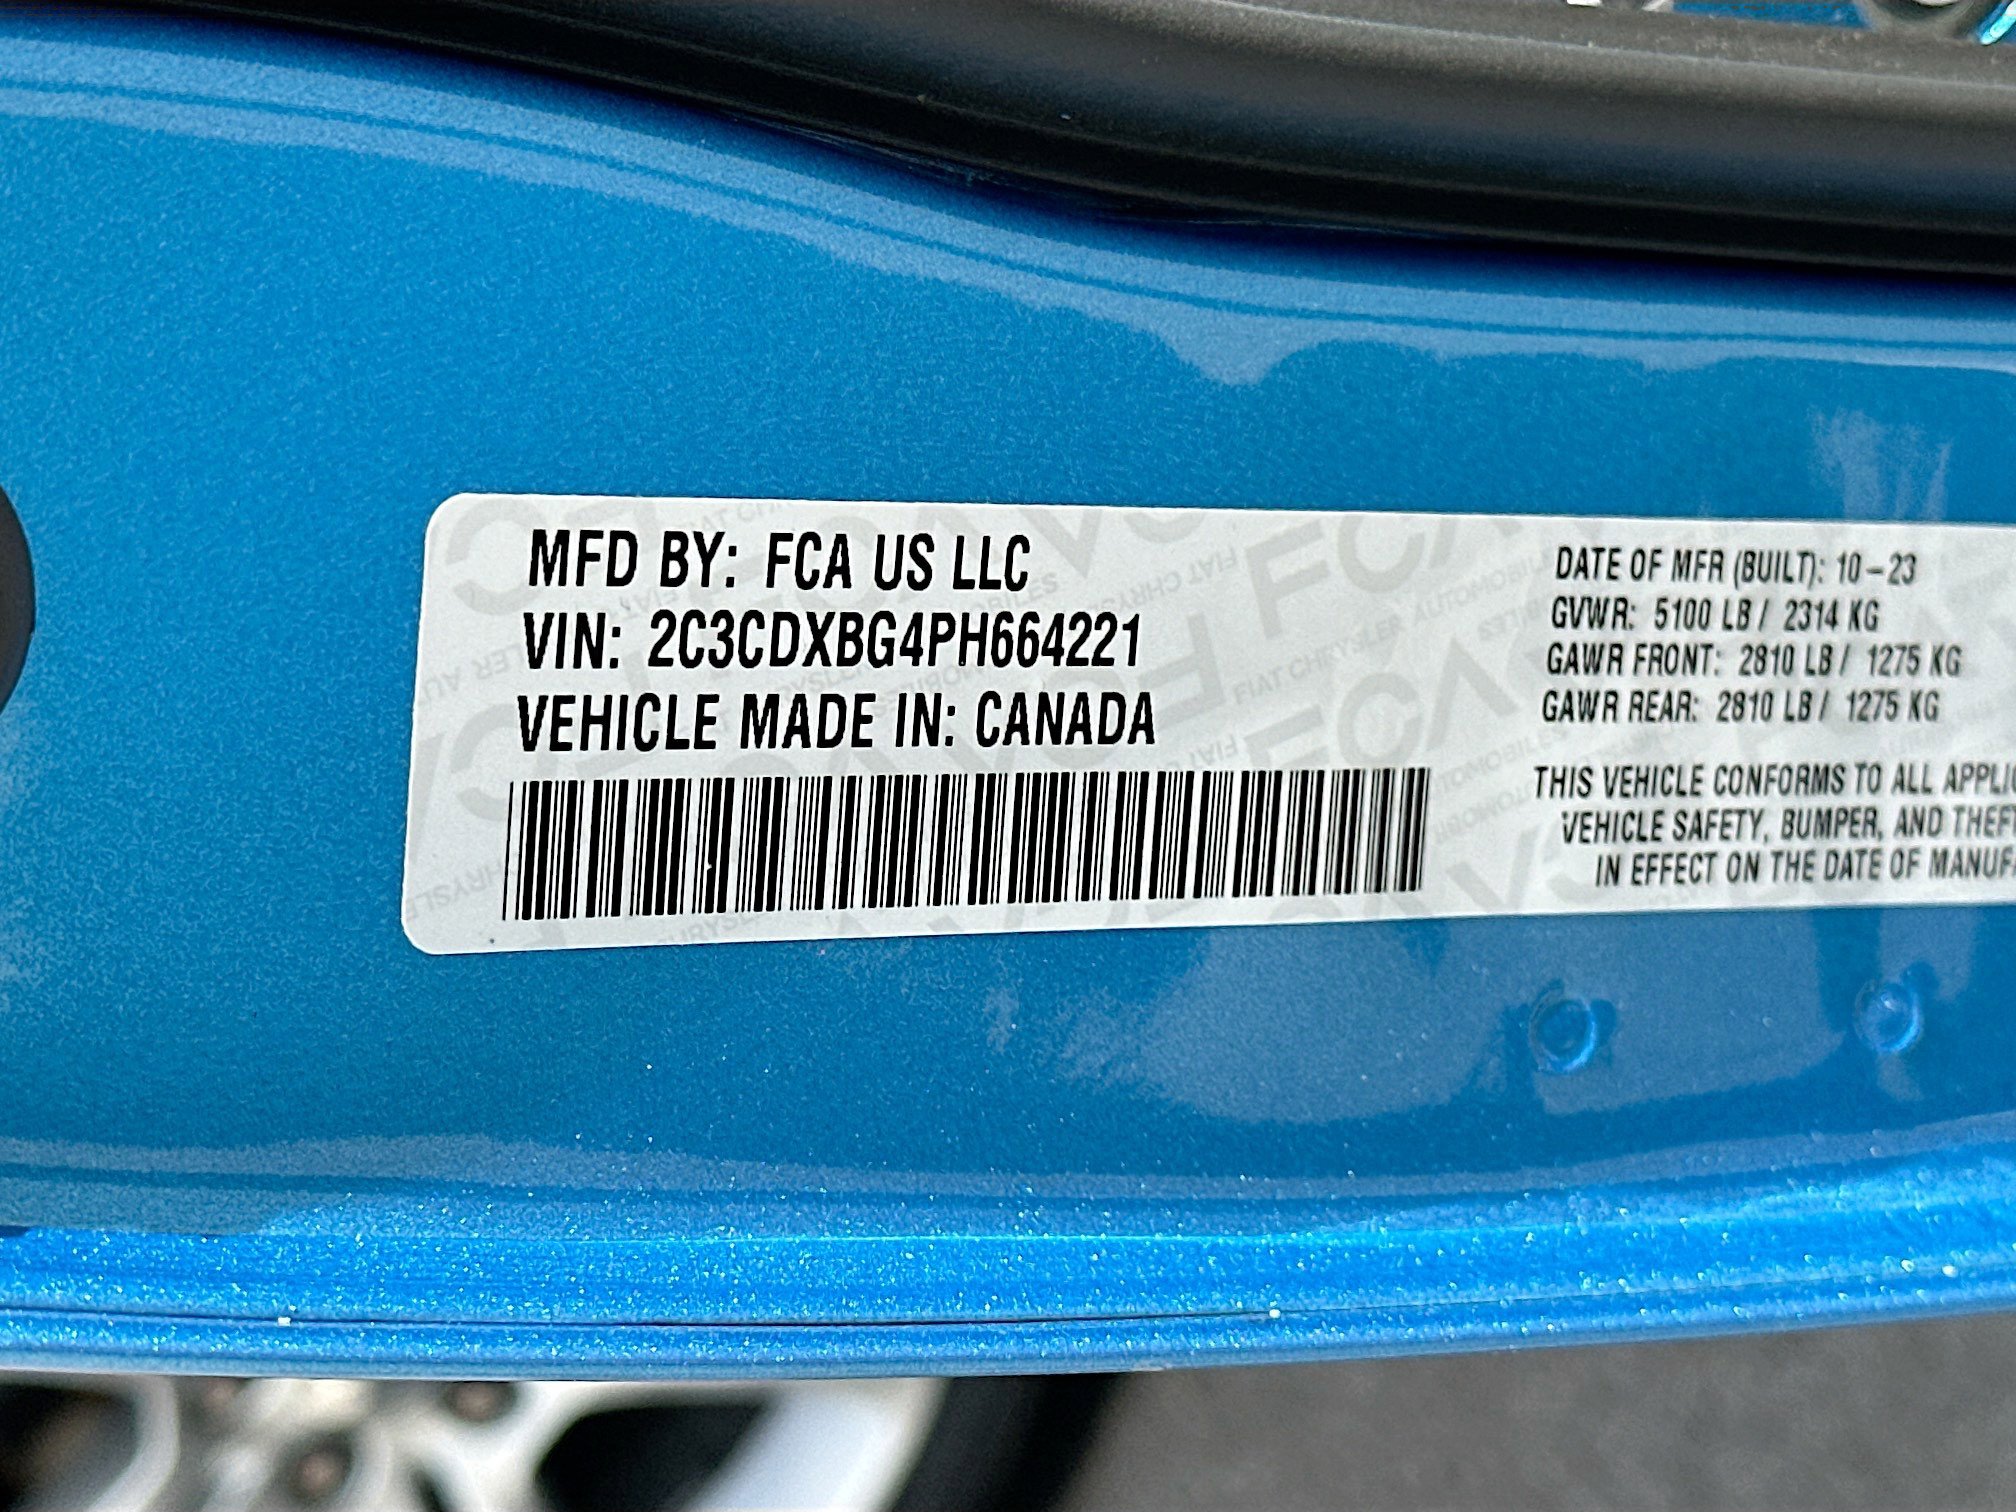 MFD BY: FCA US LLC
VIN: 2C3CDXBG4PH664221
VEHICLE MADE IN: CANADA
DATE OF MFR (BUILT): 10-23
GVWR: 5100 LB / 2314 KG
GAWR FRONT: 2810 LB / 1275 KG
GAWR REAR: 2810 LB / 1275 KG
THIS VEHICLE CONFORMS TO ALL
VEHICLE SAFETY, BUMPER, AND
IN EFFECT ON THE DATE OF